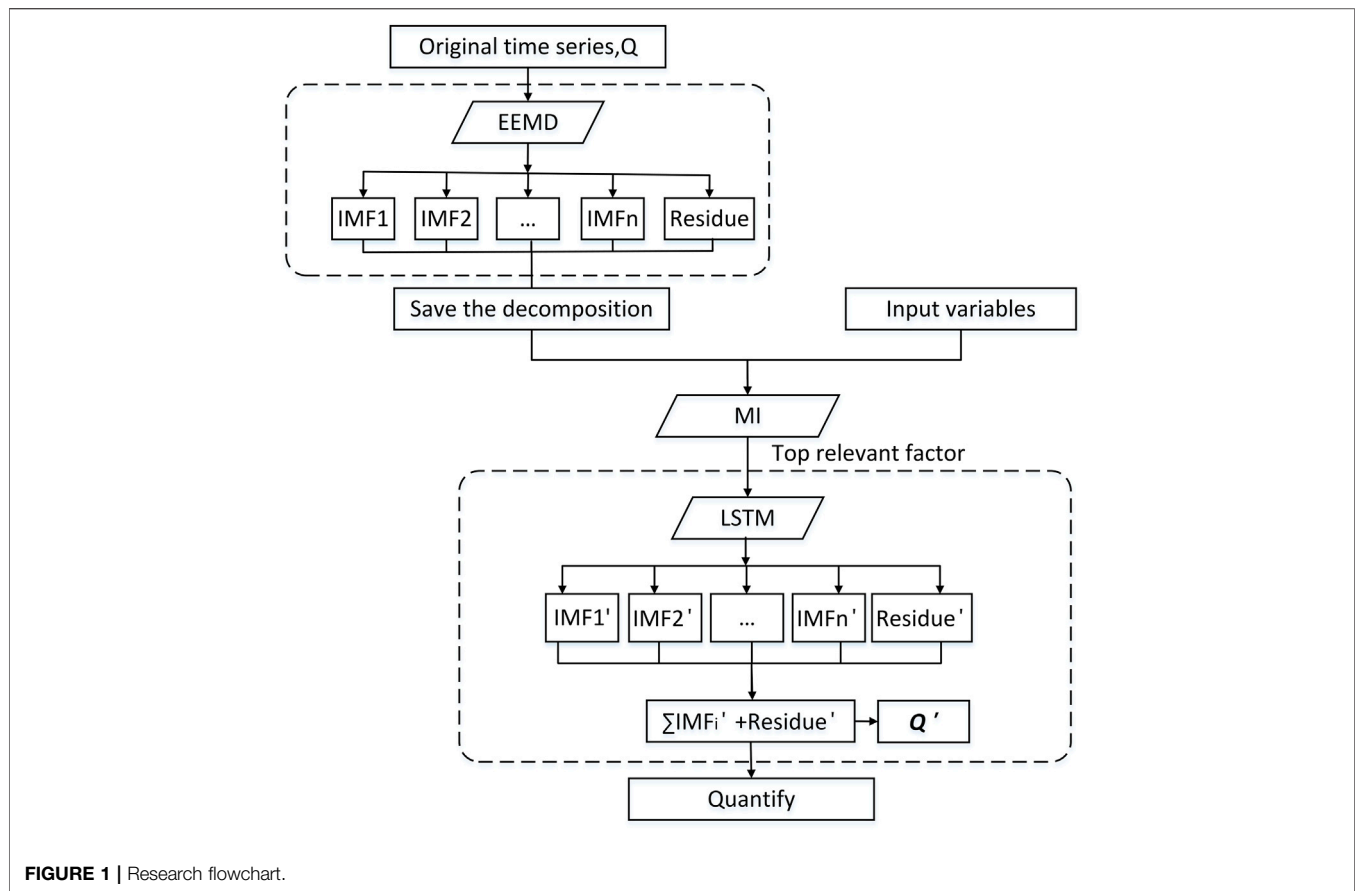 Original time series,Q
EEMD
IMF1
IMF2
...
IMFn
Residue
Save the decomposition
Input variables
MI
Top relevant factor
LSTM
IMF1'
IMF2'
...
IMFn'
Residue'
∑IMFi' +Residue'
Q'
Quantify
FIGURE 1 | Research flowchart.